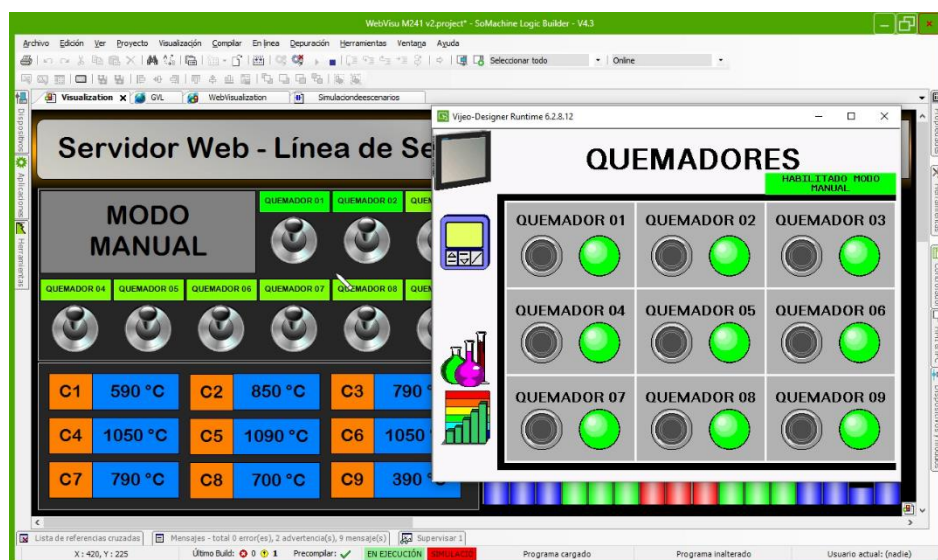 WebVisu M241 v2.project* - SoMachine Logic Builder - V4.3
Archivo Edición Ver Proyecto Visualización Compilar En línea Depuración Herramientas Ventana Ayuda
Seleccionar todo Online
Visualization GVL WebVisualization Simulaciondeescenarios
Dispositivos
Aplicaciones
Herramientas
Servidor Web - Línea de Se
MODO
MANUAL
QUEMADOR 01 QUEMADOR 02 QUEM
QUEMADOR 04 QUEMADOR 05 QUEMADOR 06 QUEMADOR 07 QUEMADOR 08 QUE
C1 590 °C C2 850 °C C3 790
C4 1050 °C C5 1090 °C C6 1050
C7 790 °C C8 700 °C C9 390
Vijeo-Designer Runtime 6.2.8.12
QUEMADORES
HABILITADO MODO
MANUAL
QUEMADOR 01 QUEMADOR 02 QUEMADOR 03
QUEMADOR 04 QUEMADOR 05 QUEMADOR 06
QUEMADOR 07 QUEMADOR 08 QUEMADOR 09
Lista de referencias cruzadas Mensajes - total 0 error(es), 2 advertencia(s), 9 mensaje(s) Supervisar 1
X : 420, Y : 225 Último Build: 0 1 Precompilar: EN EJECUCIÓN SIMULACIÓ Programa cargado Programa inalterado Usuario actual: (nadie)